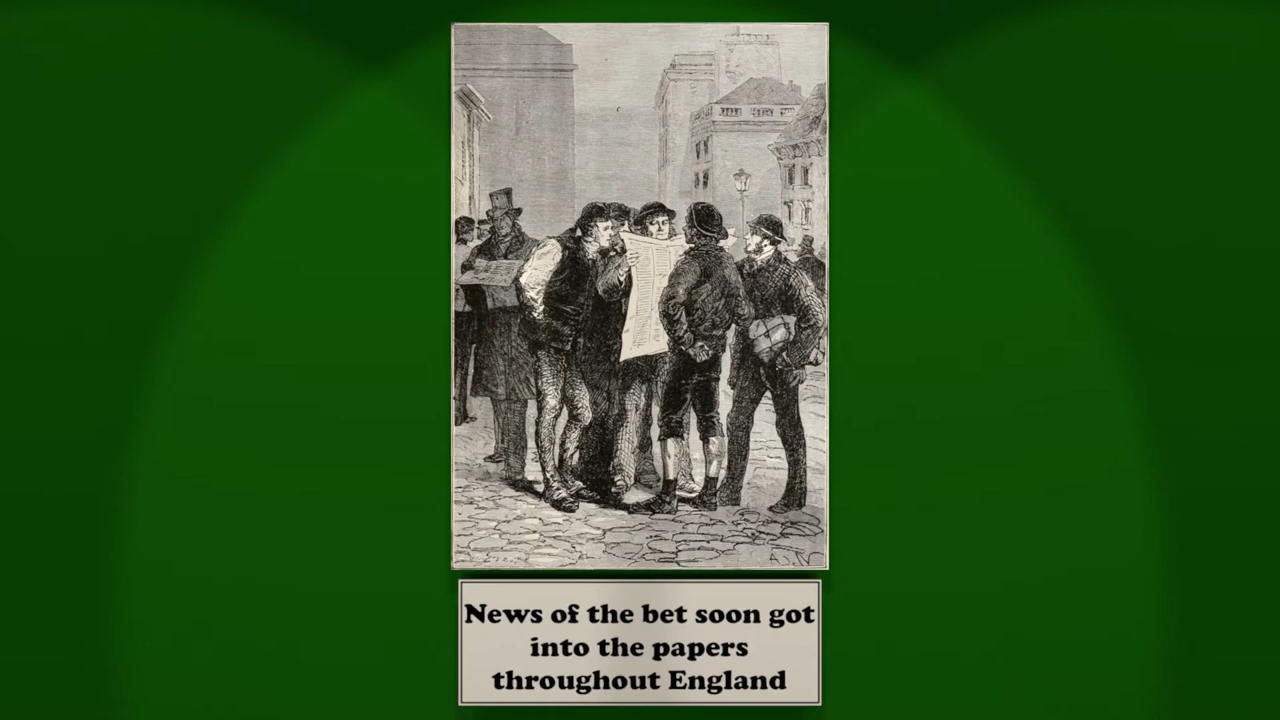 News of the bet soon got
into the papers
throughout England